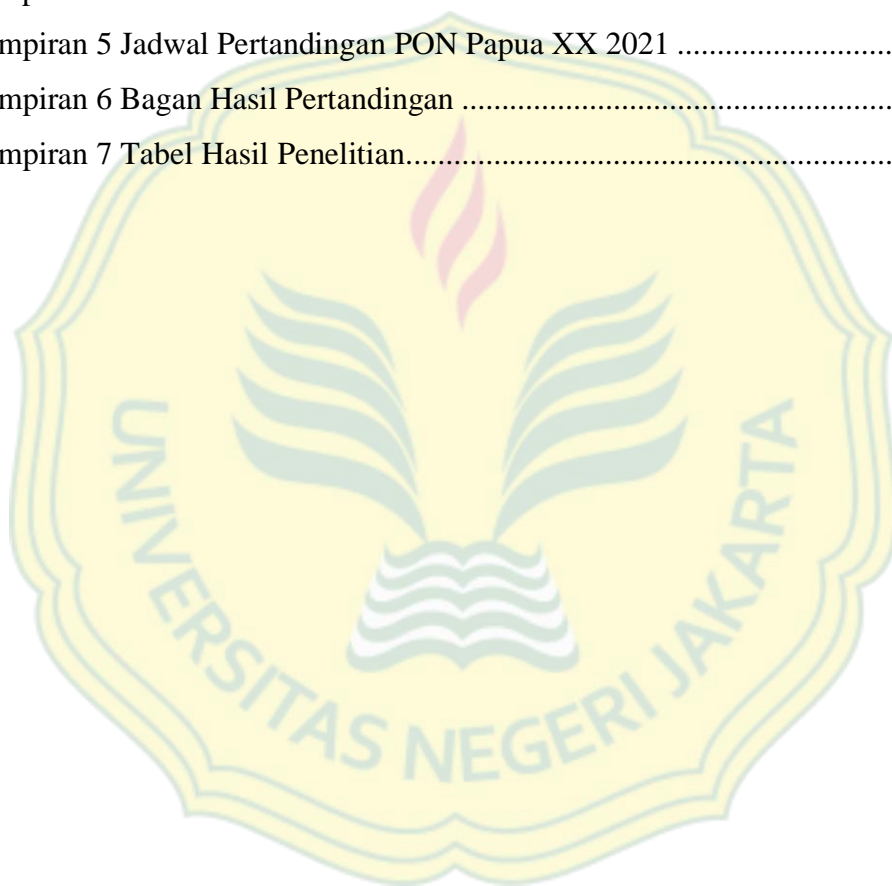 mpiran 5 Jadwal Pertandingan PON Papua XX 2021 ...........................
mpiran 6 Bagan Hasil Pertandingan ......................................................
mpiran 7 Tabel Hasil Penelitian.............................................................
UNIVERSITAS NEGERI JAKARTA